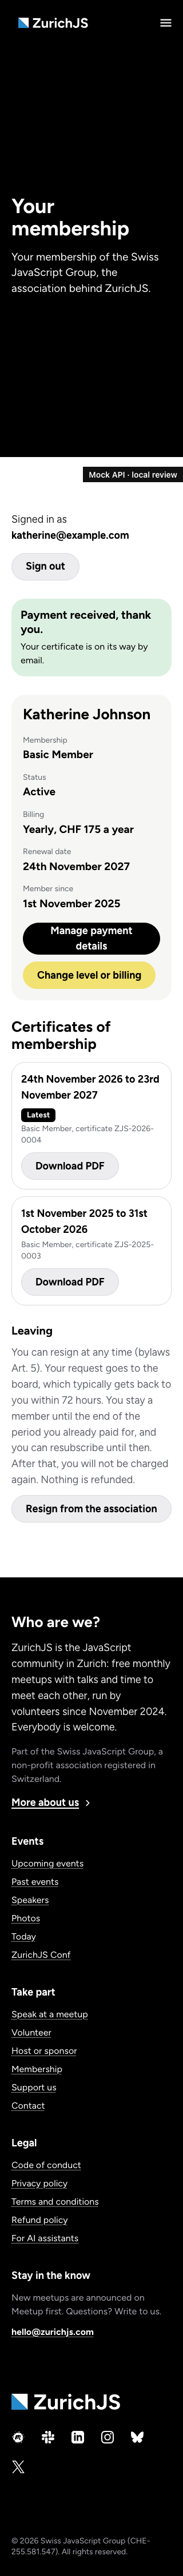 ZurichJS
Your
membership
Your membership of the Swiss
JavaScript Group, the
association behind ZurichJS.
Mock API · local review
Signed in as
katherine@example.com
Sign out
Payment received, thank
you.
Your certificate is on its way by
email.
Katherine Johnson
Membership
Basic Member
Status
Active
Billing
Yearly, CHF 175 a year
Renewal date
24th November 2027
Member since
1st November 2025
Manage payment
details
Change level or billing
Certificates of
membership
24th November 2026 to 23rd
November 2027
Latest
Basic Member, certificate ZJS-2026-
0004
Download PDF
1st November 2025 to 31st
October 2026
Basic Member, certificate ZJS-2025-
0003
Download PDF
Leaving
You can resign at any time (bylaws
Art. 5). Your request goes to the
board, which typically gets back to
you within 72 hours. You stay a
member until the end of the
period you already paid for, and
you can resubscribe until then.
After that, you will not be charged
again. Nothing is refunded.
Resign from the association
Who are we?
ZurichJS is the JavaScript
community in Zurich: free monthly
meetups with talks and time to
meet each other, run by
volunteers since November 2024.
Everybody is welcome.
Part of the Swiss JavaScript Group, a
non-profit association registered in
Switzerland.
More about us
Events
Upcoming events
Past events
Speakers
Photos
Today
ZurichJS Conf
Take part
Speak at a meetup
Volunteer
Host or sponsor
Membership
Support us
Contact
Legal
Code of conduct
Privacy policy
Terms and conditions
Refund policy
For AI assistants
Stay in the know
New meetups are announced on
Meetup first. Questions? Write to us.
hello@zurichjs.com
ZurichJS
© 2026 Swiss JavaScript Group (CHE-
255.581.547). All rights reserved.